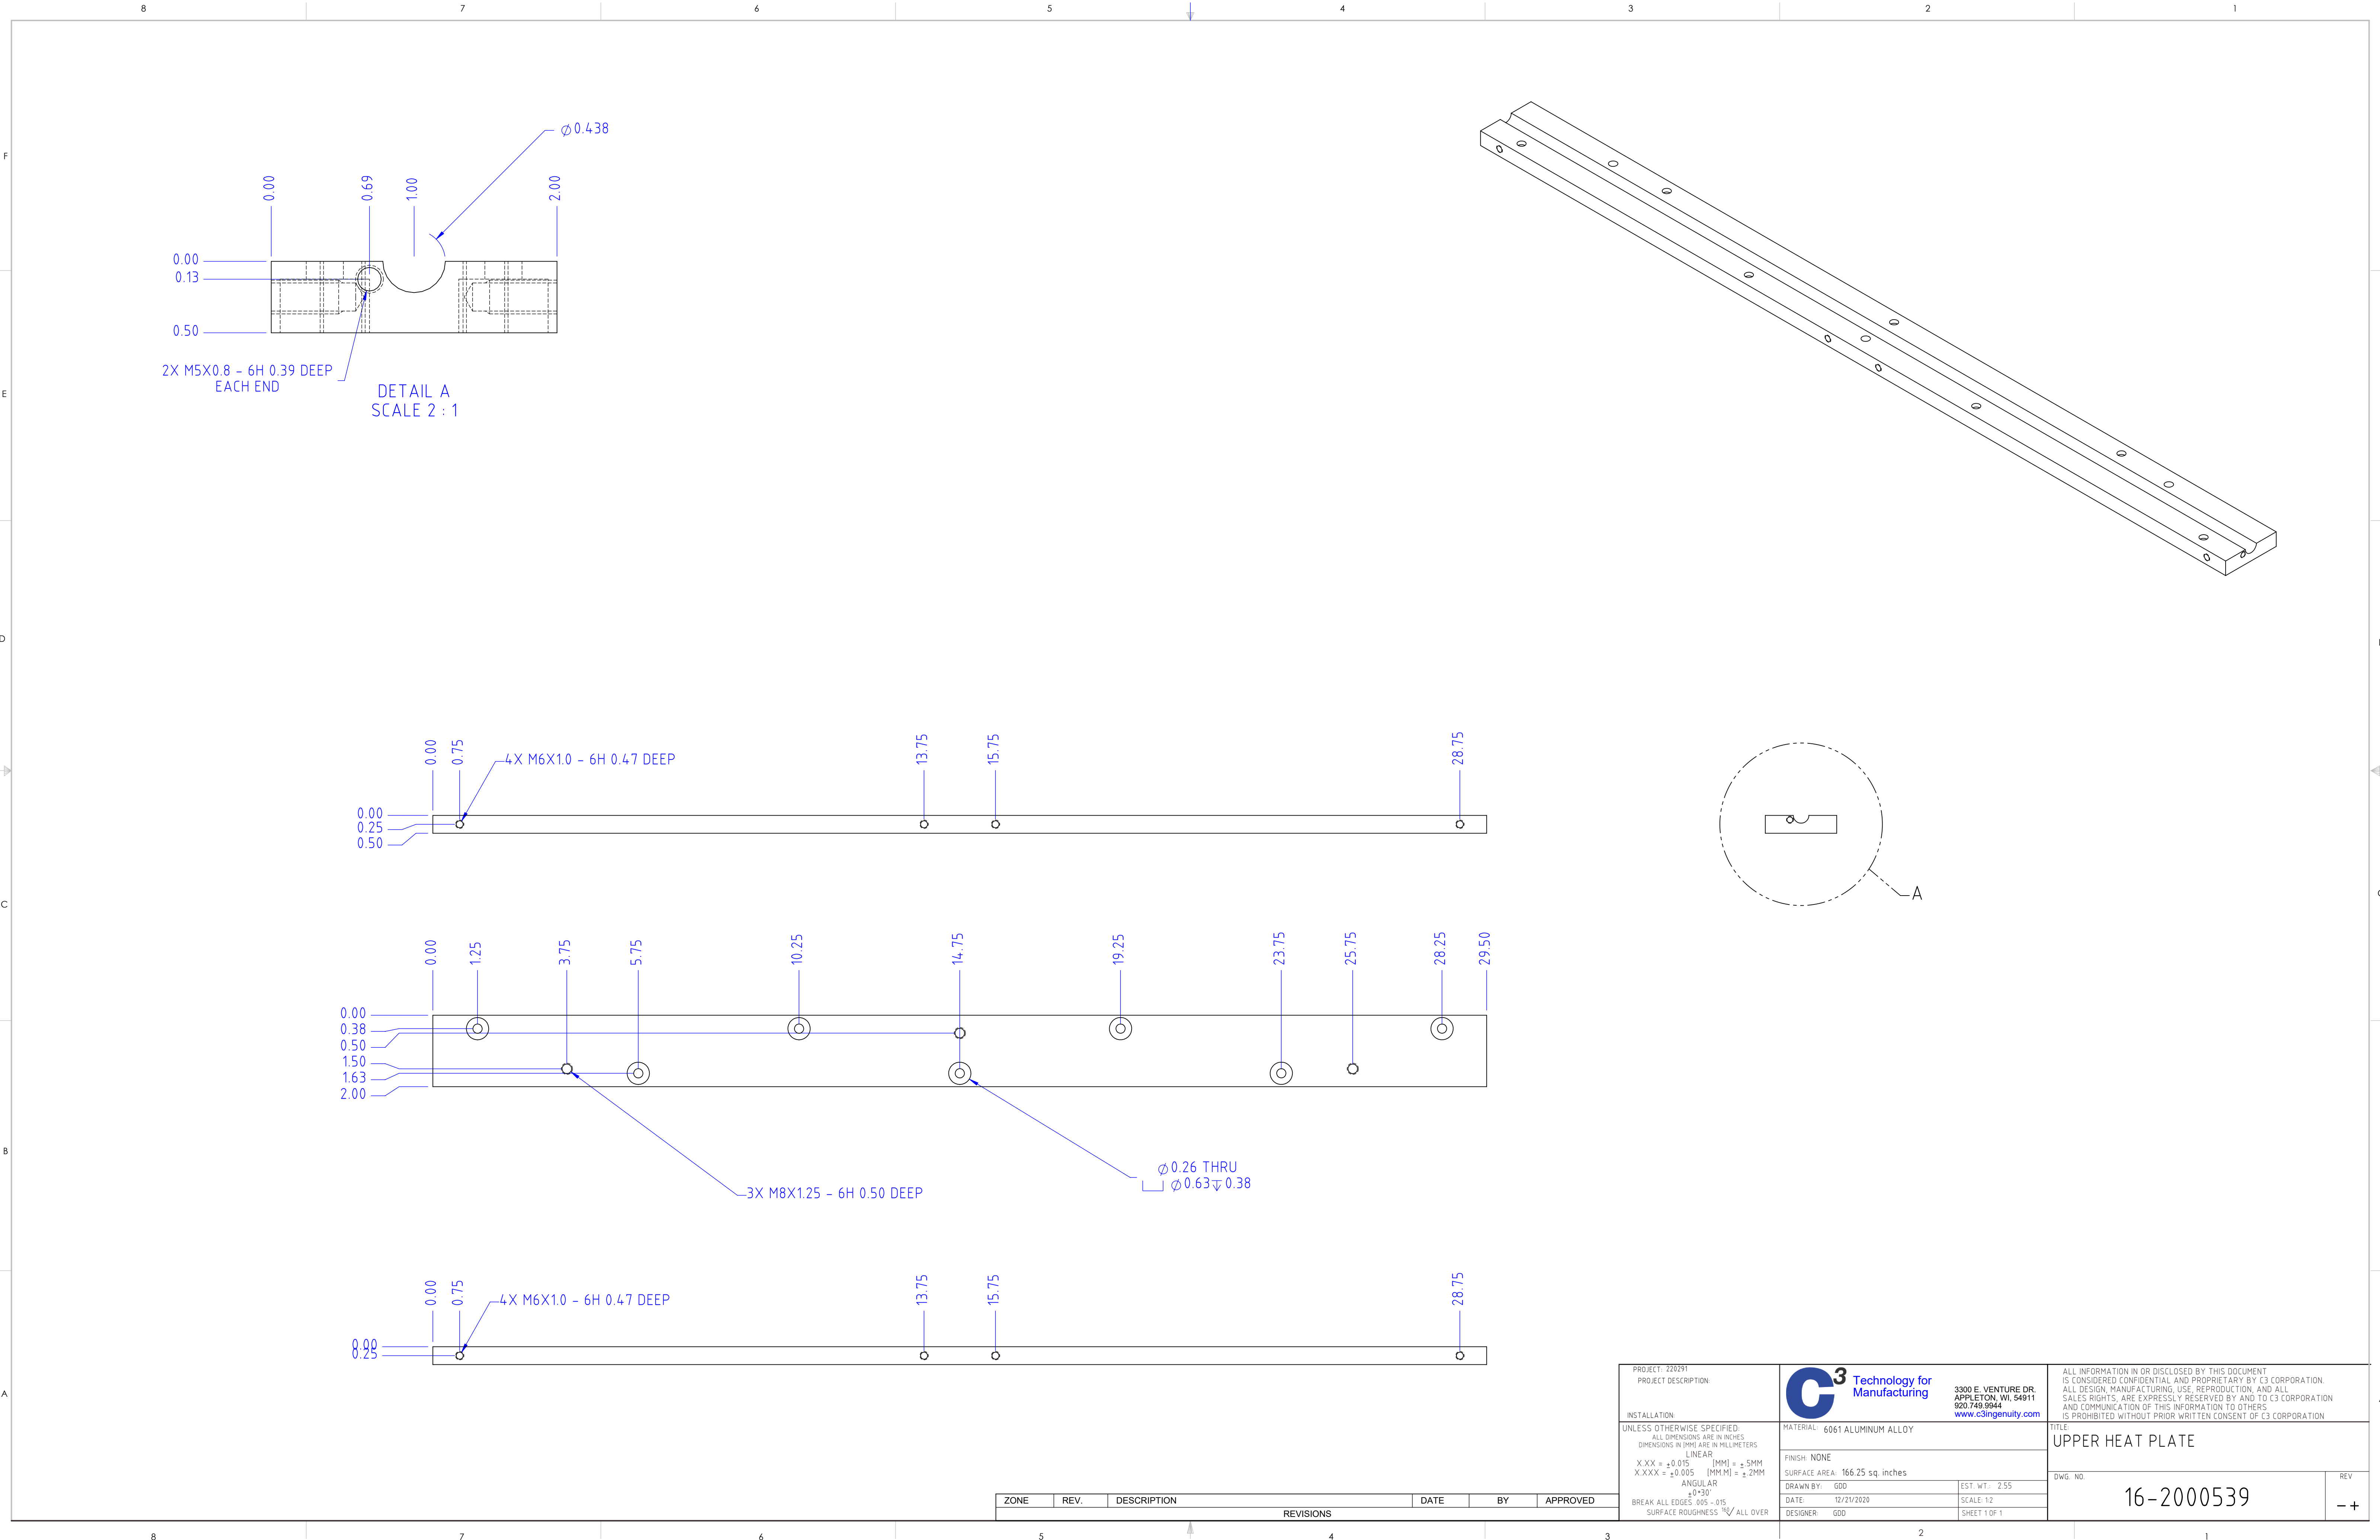 8 7 6 5 4 3 2 1
F
E
D
C
B
A
Ø0.438
0.00 0.69 1.00 2.00
0.00
0.13
0.50
2X M5X0.8 - 6H 0.39 DEEP
EACH END
DETAIL A
SCALE 2 : 1
0.00 0.75 13.75 15.75 28.75
4X M6X1.0 - 6H 0.47 DEEP
0.00
0.25
0.50
A
0.00 1.25 3.75 5.75 10.25 14.75 19.25 23.75 25.75 28.25 29.50
0.00
0.38
0.50
1.50
1.63
2.00
Ø0.26 THRU
⌴ Ø0.63↧0.38
3X M8X1.25 - 6H 0.50 DEEP
0.00 0.75 13.75 15.75 28.75
4X M6X1.0 - 6H 0.47 DEEP
0.00
0.25
PROJECT: 220291
PROJECT DESCRIPTION:
INSTALLATION:
UNLESS OTHERWISE SPECIFIED:
ALL DIMENSIONS ARE IN INCHES
DIMENSIONS IN [MM] ARE IN MILLIMETERS
LINEAR
X.XX = ±0.015 [MM] = ±.5MM
X.XXX = ±0.005 [MM.M] = ±.2MM
ANGULAR
±0°30'
BREAK ALL EDGES .005 -.015
SURFACE ROUGHNESS 160 ALL OVER
C3 Technology for
Manufacturing
3300 E. VENTURE DR.
APPLETON, WI, 54911
920.749.9944
www.c3ingenuity.com
MATERIAL: 6061 ALUMINUM ALLOY
FINISH: NONE
SURFACE AREA: 166.25 sq. inches
DRAWN BY: GDD EST. WT.: 2.55
DATE: 12/21/2020 SCALE: 1:2
DESIGNER: GDD SHEET 1 OF 1
ALL INFORMATION IN OR DISCLOSED BY THIS DOCUMENT
IS CONSIDERED CONFIDENTIAL AND PROPRIETARY BY C3 CORPORATION.
ALL DESIGN, MANUFACTURING, USE, REPRODUCTION, AND ALL
SALES RIGHTS, ARE EXPRESSLY RESERVED BY AND TO C3 CORPORATION
AND COMMUNICATION OF THIS INFORMATION TO OTHERS
IS PROHIBITED WITHOUT PRIOR WRITTEN CONSENT OF C3 CORPORATION
TITLE:
UPPER HEAT PLATE
DWG. NO. REV
16-2000539 -+
ZONE REV. DESCRIPTION DATE BY APPROVED
REVISIONS
8 7 6 5 4 3 2 1